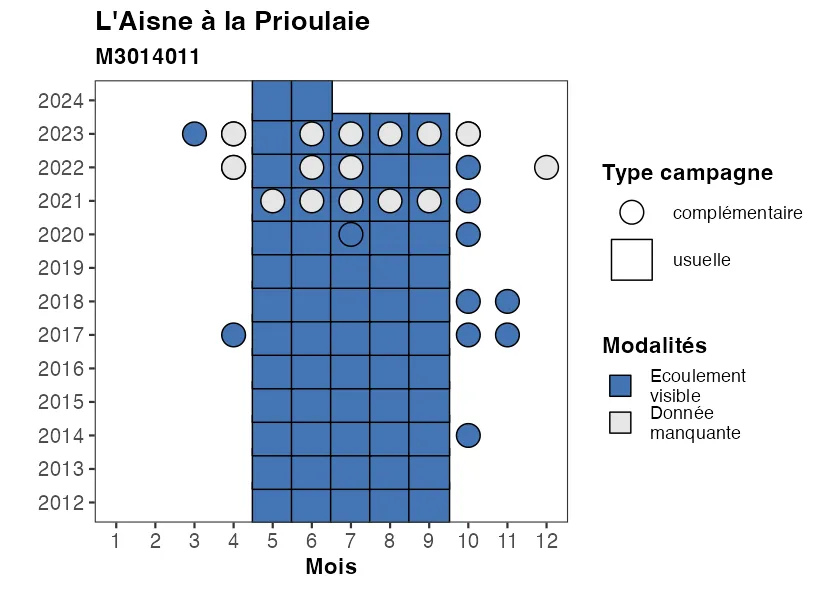 L'Aisne à la Prioulaie
M3014011
2024
2023
2022
2021
2020
2019
2018
2017
2016
2015
2014
2013
2012
1 2 3 4 5 6 7 8 9 10 11 12
Mois
Type campagne
complémentaire
usuelle
Modalités
Ecoulement
visible
Donnée
manquante